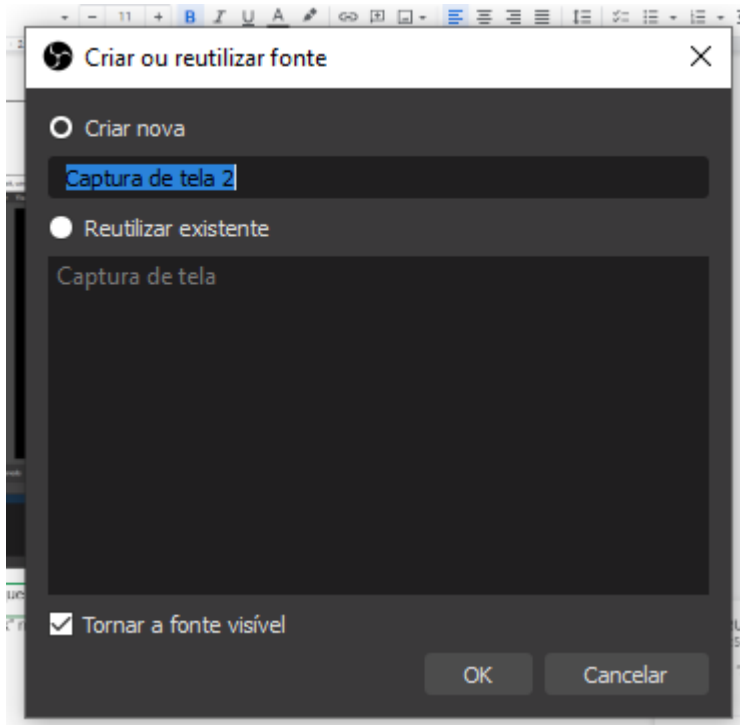 11
B I U A
Criar ou reutilizar fonte
Criar nova
Captura de tela 2
Reutilizar existente
Captura de tela
Tornar a fonte visível
OK
Cancelar